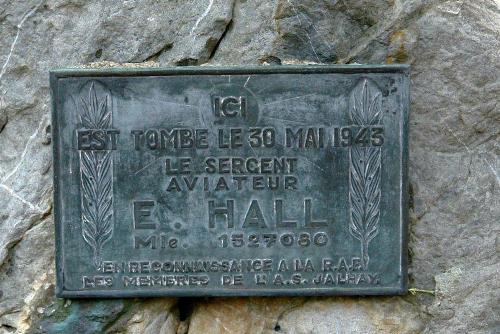 ICI
EST TOMBE LE 30 MAI 1943
LE SERGENT
AVIATEUR
E. HALL
Mle. 1527080
EN RECONNAISSANCE A LA R.A.F.
LES MEMBRES DE L'A.S. JALHAY